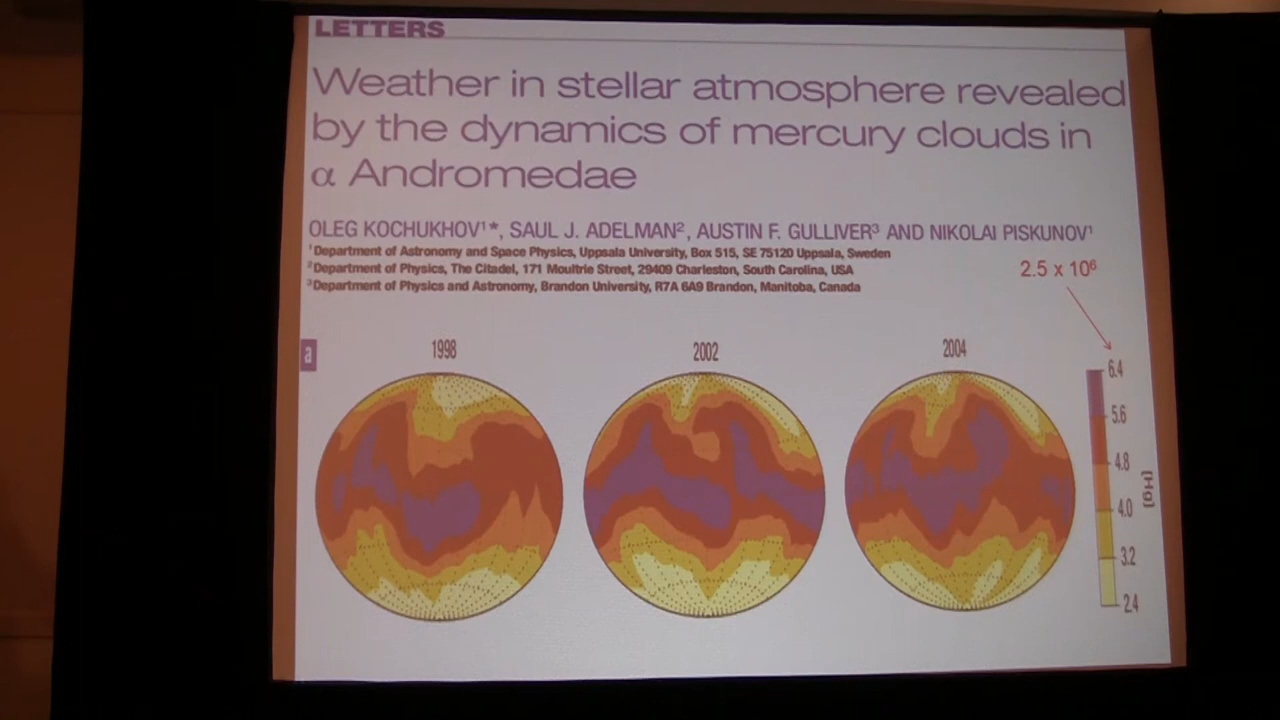 LETTERS
Weather in stellar atmosphere revealed
by the dynamics of mercury clouds in
α Andromedae
OLEG KOCHUKHOV¹*, SAUL J. ADELMAN², AUSTIN F. GULLIVER³ AND NIKOLAI PISKUNOV¹
¹Department of Astronomy and Space Physics, Uppsala University, Box 515, SE 75120 Uppsala, Sweden
²Department of Physics, The Citadel, 171 Moultrie Street, 29409 Charleston, South Carolina, USA
³Department of Physics and Astronomy, Brandon University, R7A 6A9 Brandon, Manitoba, Canada
2.5 x 10⁶
a
1998
2002
2004
6.4
5.6
4.8
4.0
3.2
2.4
[Hg]